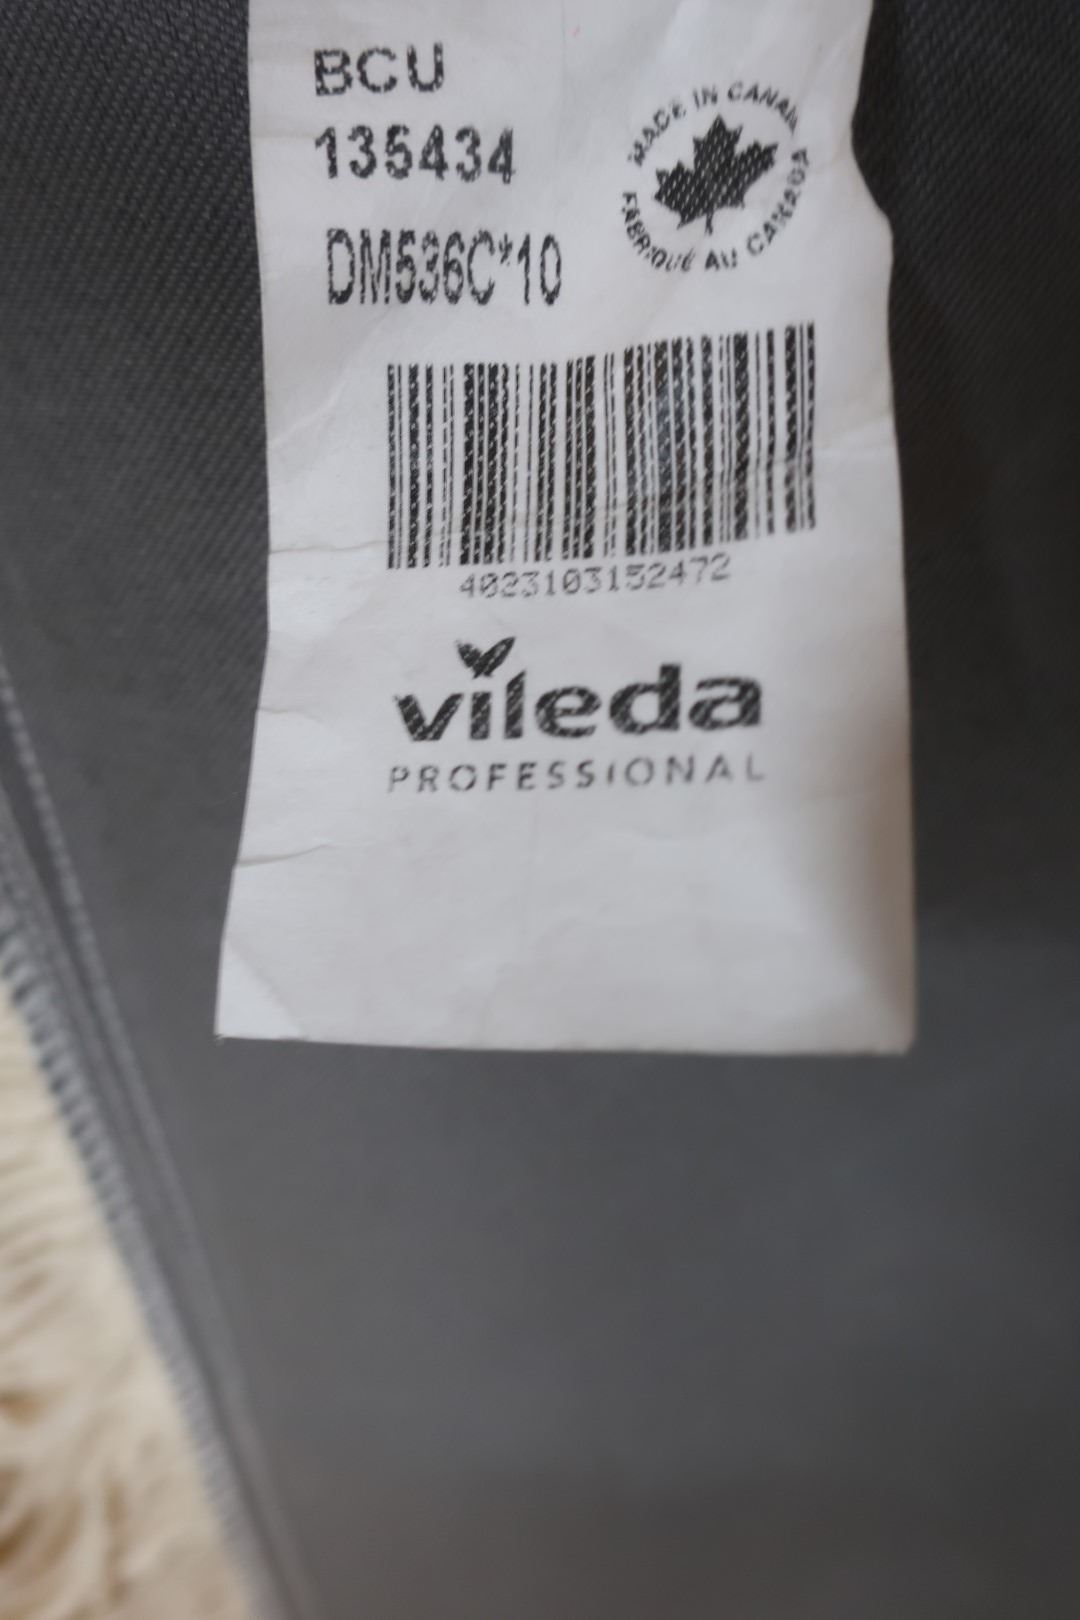 BCU
135434
DM536C*10
MADE IN CANADA
FABRIQUÉ AU CANADA
4023103152472
vileda
PROFESSIONAL